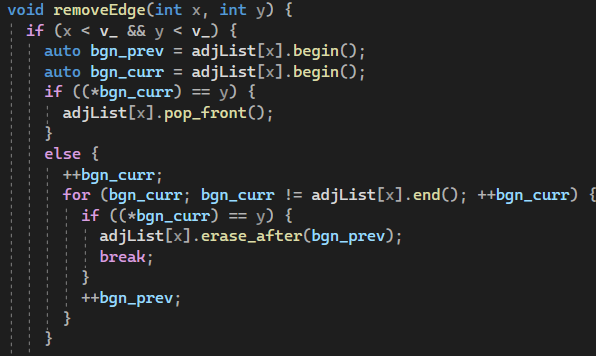 void removeEdge(int x, int y) {
if (x < v_ && y < v_) {
auto bgn_prev = adjList[x].begin();
auto bgn_curr = adjList[x].begin();
if ((*bgn_curr) == y) {
adjList[x].pop_front();
}
else {
++bgn_curr;
for (bgn_curr; bgn_curr != adjList[x].end(); ++bgn_curr) {
if ((*bgn_curr) == y) {
adjList[x].erase_after(bgn_prev);
break;
}
++bgn_prev;
}
}